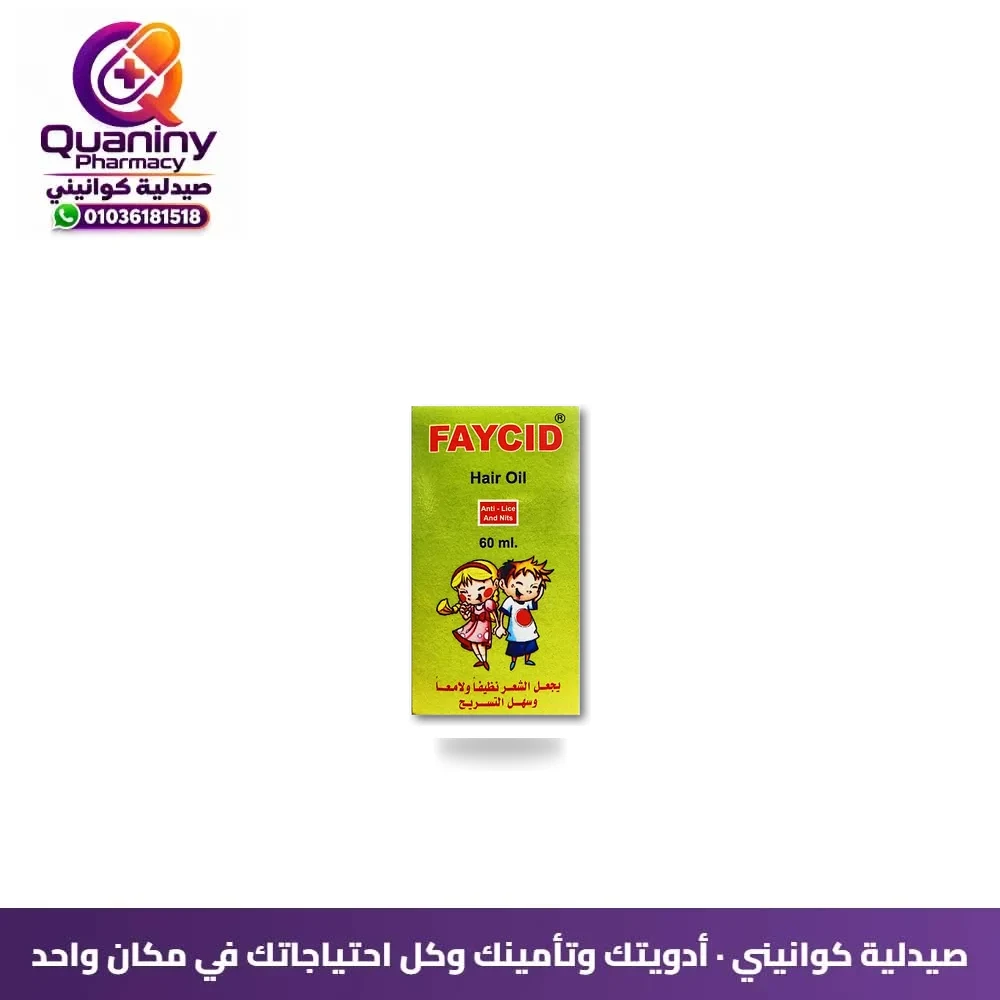 Quaniny
Pharmacy
صيدلية كوانيني
01036181518
FAYCID®
Hair Oil
Anti - Lice
And Nits
60 ml.
يجعل الشعر نظيفاً ولامعاً
وسهل التسريح
صيدلية كوانيني · أدويتك وتأمينك وكل احتياجاتك في مكان واحد